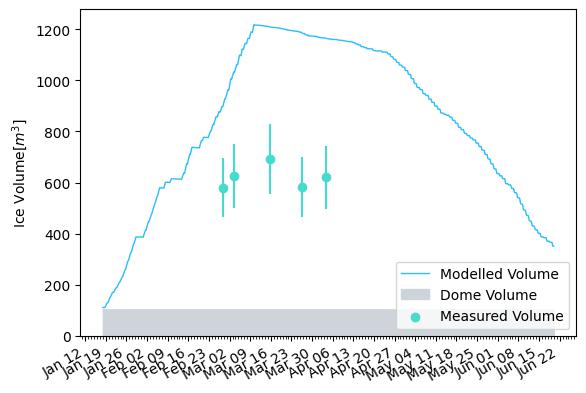 1200
1000
800
600
400
200
0
Ice Volume[m³]
Modelled Volume
Dome Volume
Measured Volume
Jan 12
Jan 19
Jan 26
Feb 02
Feb 09
Feb 16
Feb 23
Mar 02
Mar 09
Mar 16
Mar 23
Mar 30
Apr 06
Apr 13
Apr 20
Apr 27
May 04
May 11
May 18
May 25
Jun 01
Jun 08
Jun 15
Jun 22